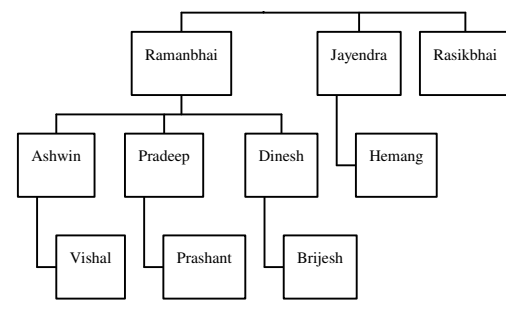 Ramanbhai
Jayendra
Rasikbhai
Ashwin
Pradeep
Dinesh
Hemang
Vishal
Prashant
Brijesh